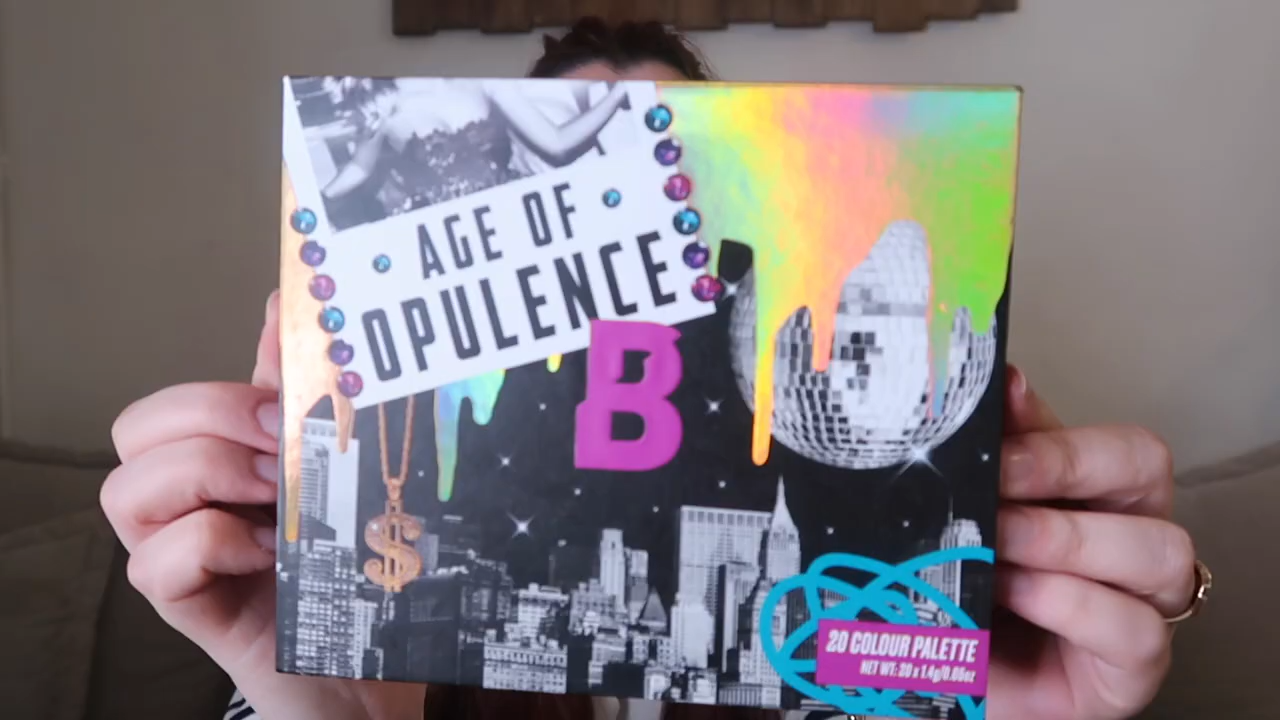 AGE OF
OPULENCE
B
20 COLOUR PALETTE
NET WT: 20 x 1.4g/0.05oz